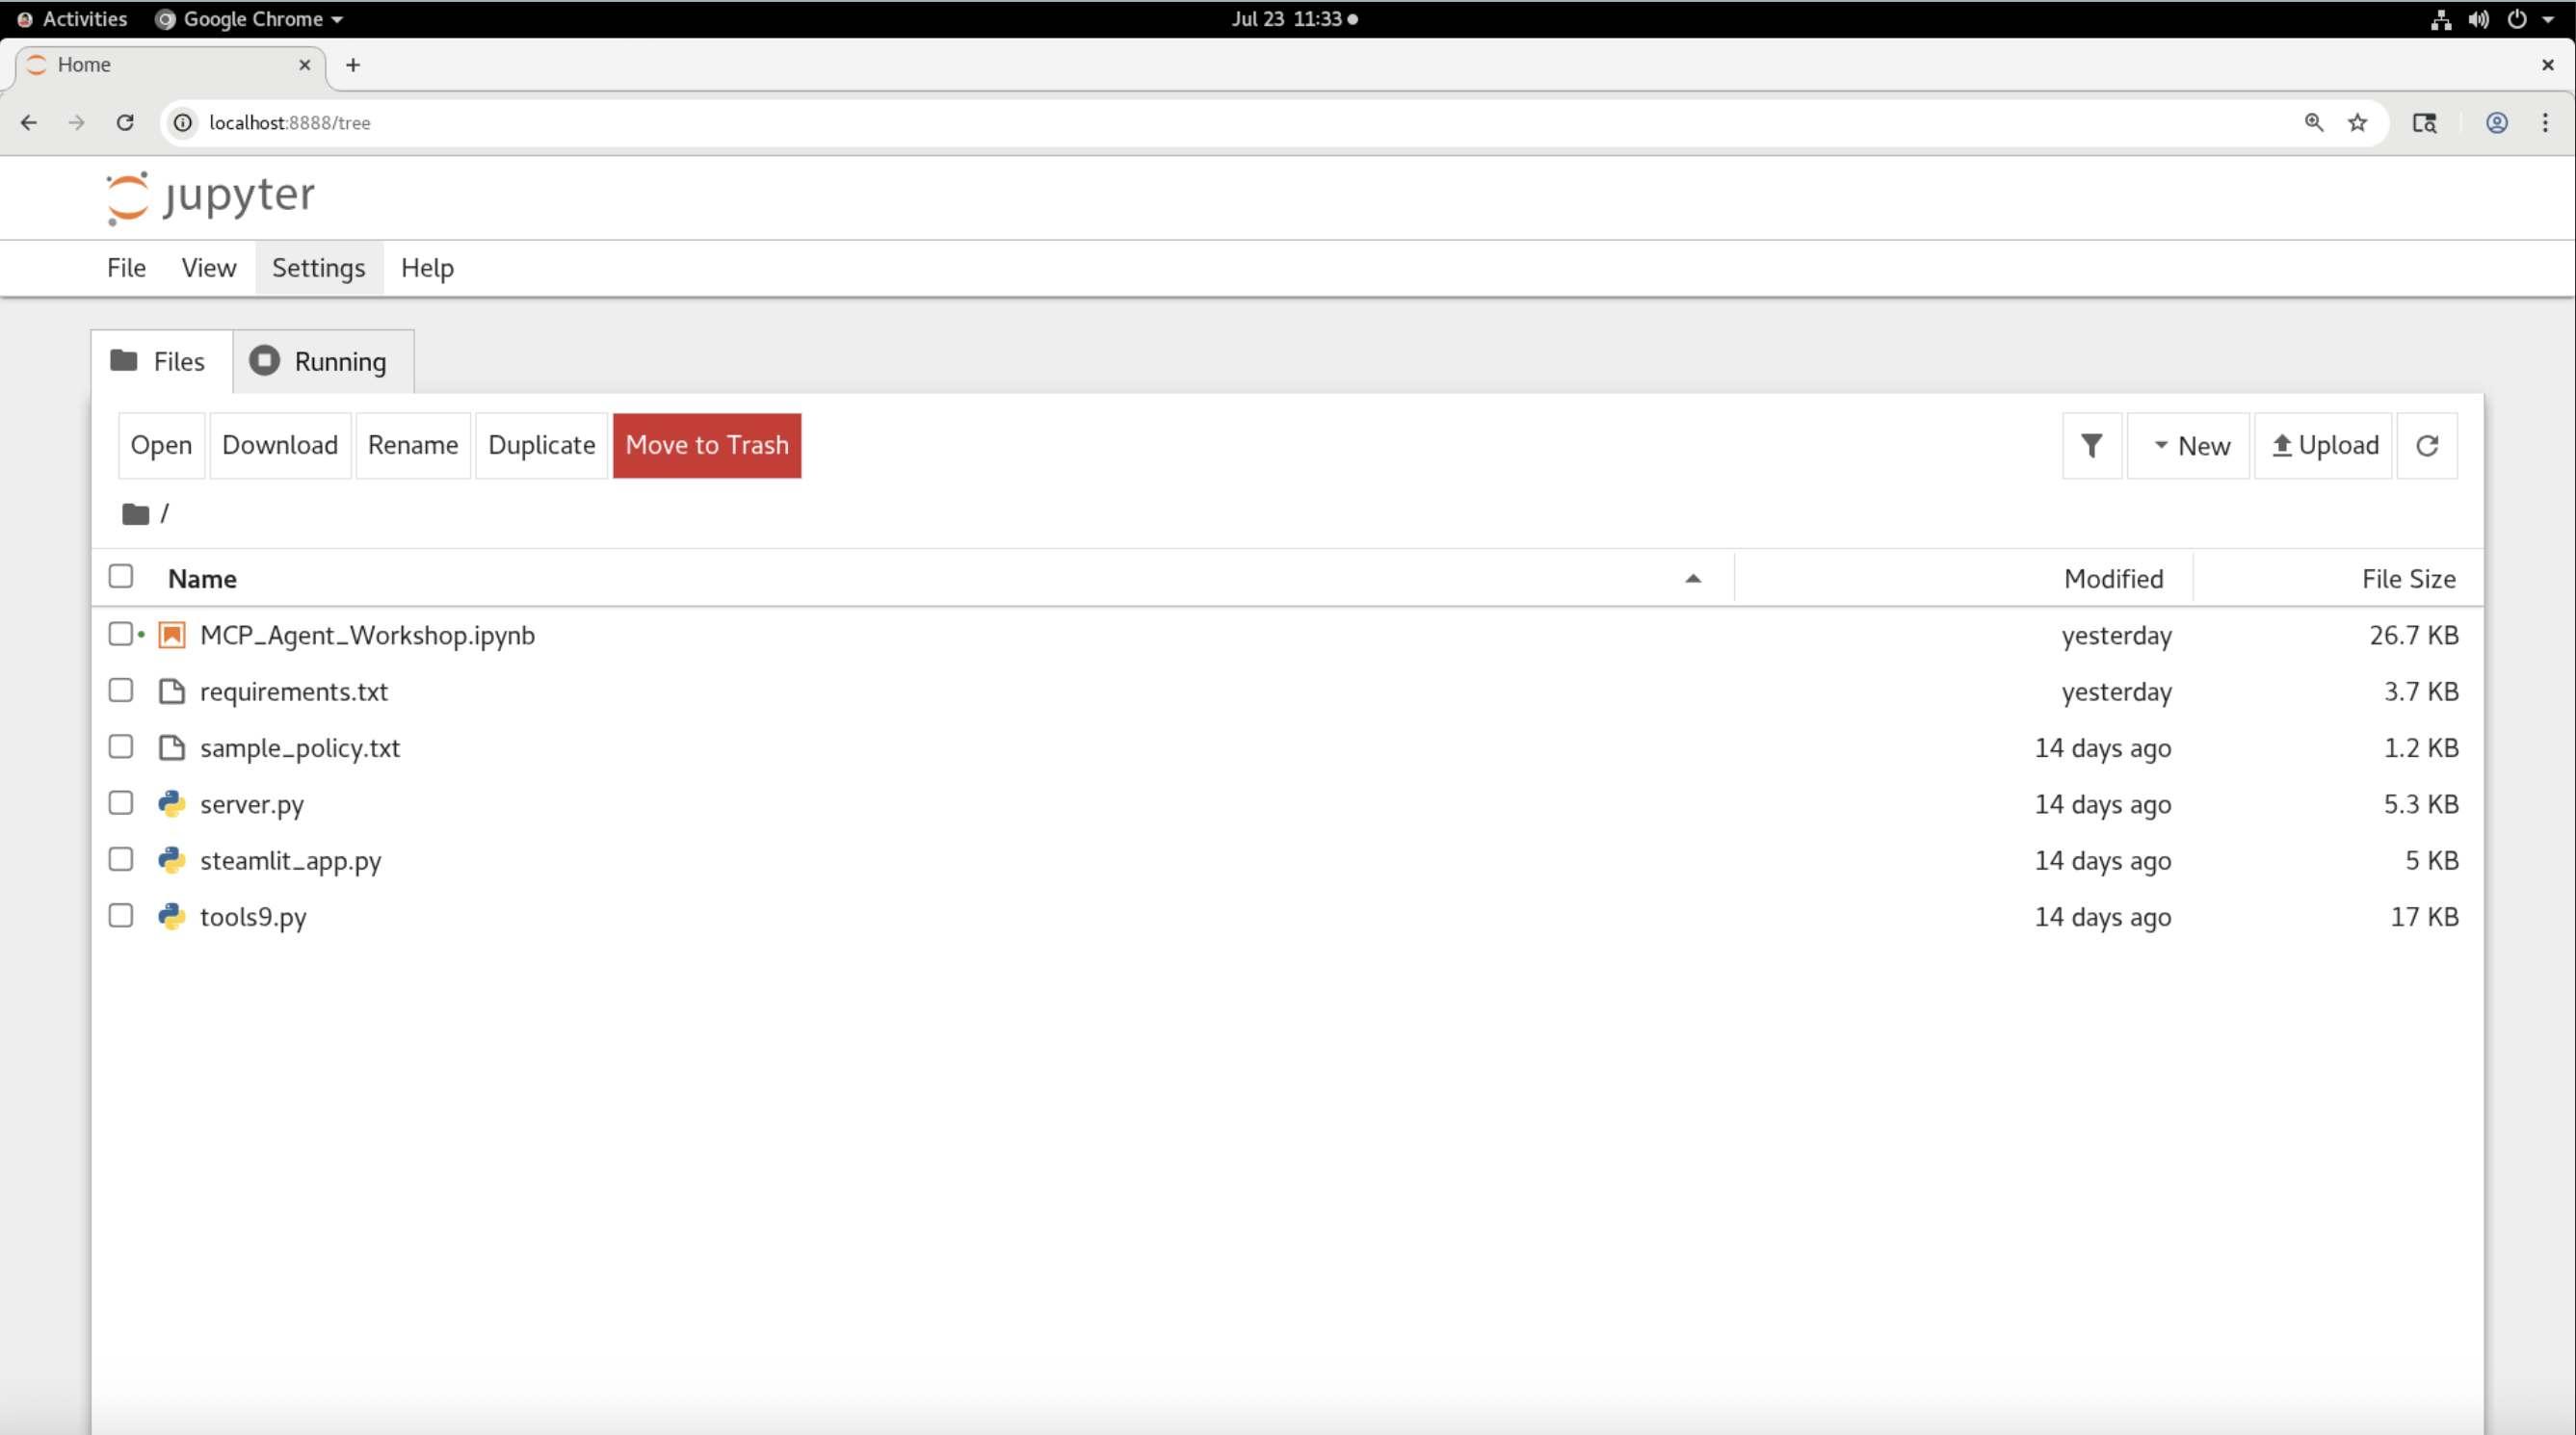 Activities Google Chrome Jul 23 11:33
Home
localhost:8888/tree
jupyter
File View Settings Help
Files Running
Open Download Rename Duplicate Move to Trash New Upload
/
Name Modified File Size
MCP_Agent_Workshop.ipynb yesterday 26.7 KB
requirements.txt yesterday 3.7 KB
sample_policy.txt 14 days ago 1.2 KB
server.py 14 days ago 5.3 KB
steamlit_app.py 14 days ago 5 KB
tools9.py 14 days ago 17 KB